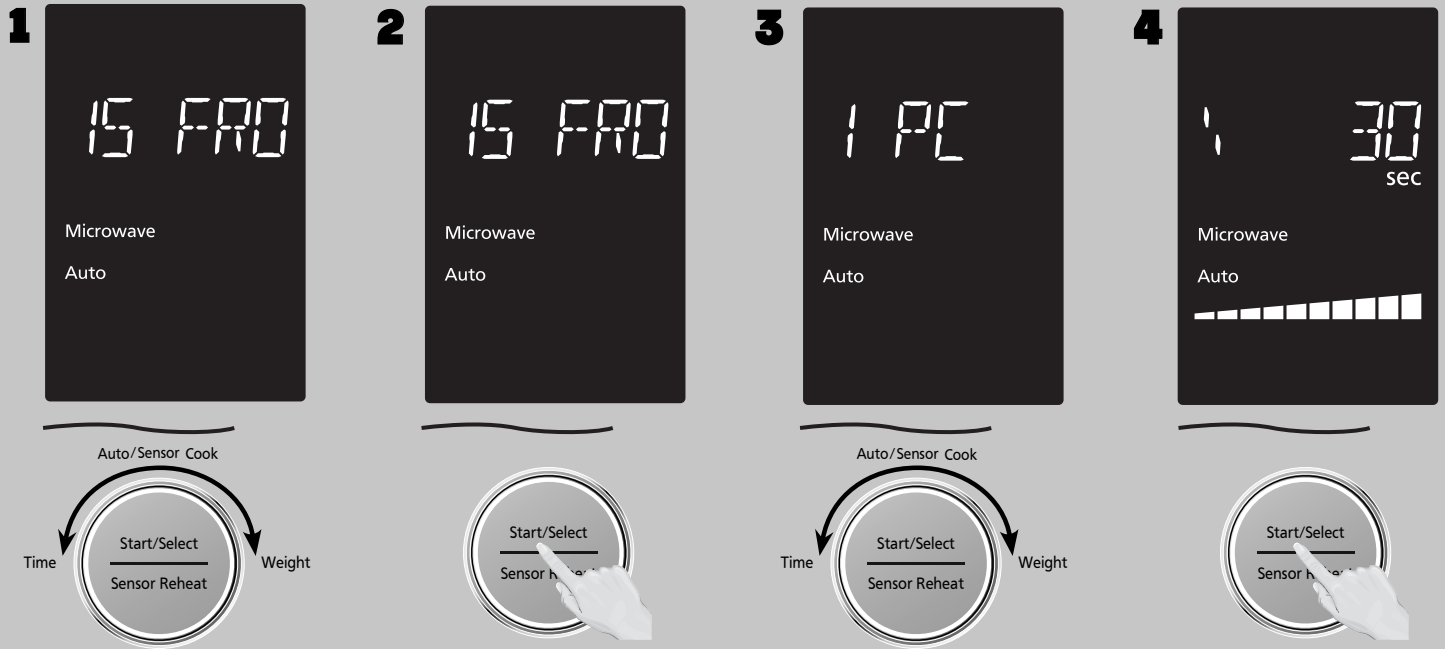 1
15 FRO
Microwave
Auto
Auto/Sensor Cook
Time
Start/Select
Sensor Reheat
Weight
2
15 FRO
Microwave
Auto
Start/Select
Sensor
3
1 PC
Microwave
Auto
Auto/Sensor Cook
Time
Start/Select
Sensor Reheat
Weight
4
30
sec
Microwave
Auto
Start/Select
Sensor